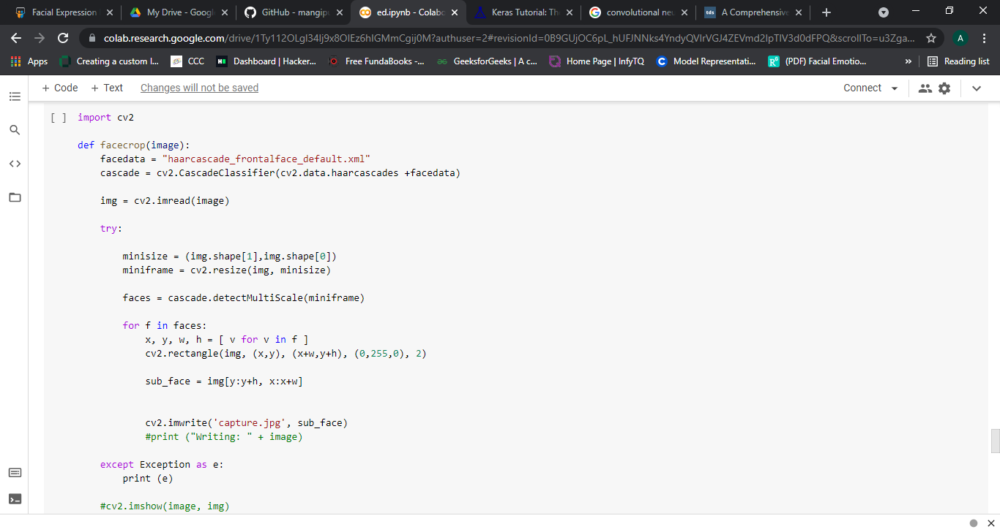 Facial Expression
My Drive - Googl
GitHub - mangip
ed.ipynb - Colabo
Keras Tutorial: Th
convolutional neu
tds A Comprehensive
colab.research.google.com/drive/1Ty112OLgI34Ij9x8OlEz6hIGMmCgij0M?authuser=2#revisionId=0B9GUjOC6pL_hUFJNNks4YndyQVIrVGJ4ZEVmd2IpTlV3d0dFPQ&scrollTo=u3Zga...
A
Apps
Creating a custom l...
CCC
Dashboard | Hacker...
Free FundaBooks -...
GeeksforGeeks | A c...
Home Page | InfyTQ
Model Representati...
(PDF) Facial Emotio...
»
Reading list
+ Code + Text Changes will not be saved
Connect
[ ] import cv2
def facecrop(image):
facedata = "haarcascade_frontalface_default.xml"
cascade = cv2.CascadeClassifier(cv2.data.haarcascades +facedata)
img = cv2.imread(image)
try:
minisize = (img.shape[1],img.shape[0])
miniframe = cv2.resize(img, minisize)
faces = cascade.detectMultiScale(miniframe)
for f in faces:
x, y, w, h = [ v for v in f ]
cv2.rectangle(img, (x,y), (x+w,y+h), (0,255,0), 2)
sub_face = img[y:y+h, x:x+w]
cv2.imwrite('capture.jpg', sub_face)
#print ("Writing: " + image)
except Exception as e:
print (e)
#cv2.imshow(image, img)